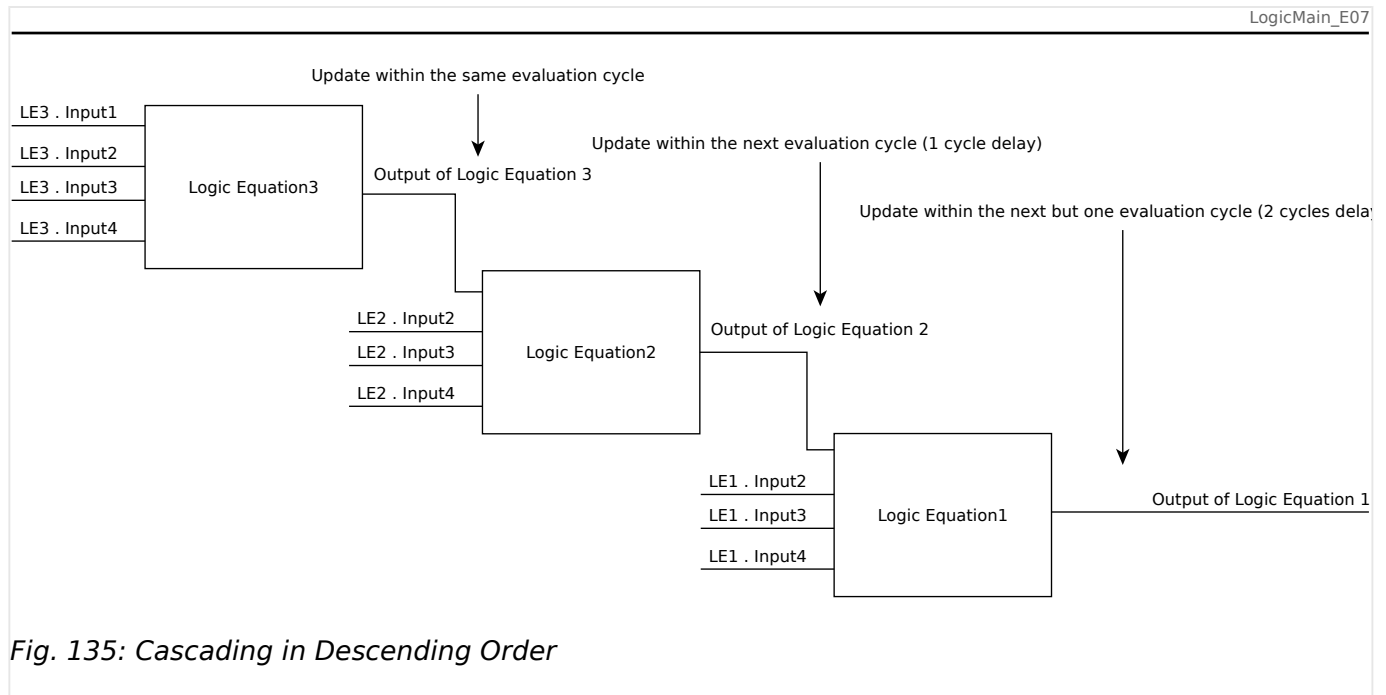 LogicMain_E07
Update within the same evaluation cycle
LE3 . Input1
Update within the next evaluation cycle (1 cycle delay)
LE3 . Input2
Output of Logic Equation 3
LE3 . Input3
Logic Equation3
Update within the next but one evaluation cycle (2 cycles delay
LE3 . Input4
LE2 . Input2
Output of Logic Equation 2
LE2 . Input3
Logic Equation2
LE2 . Input4
LE1 . Input2
Output of Logic Equation 1
LE1 . Input3
Logic Equation1
LE1 . Input4
Fig. 135: Cascading in Descending Order